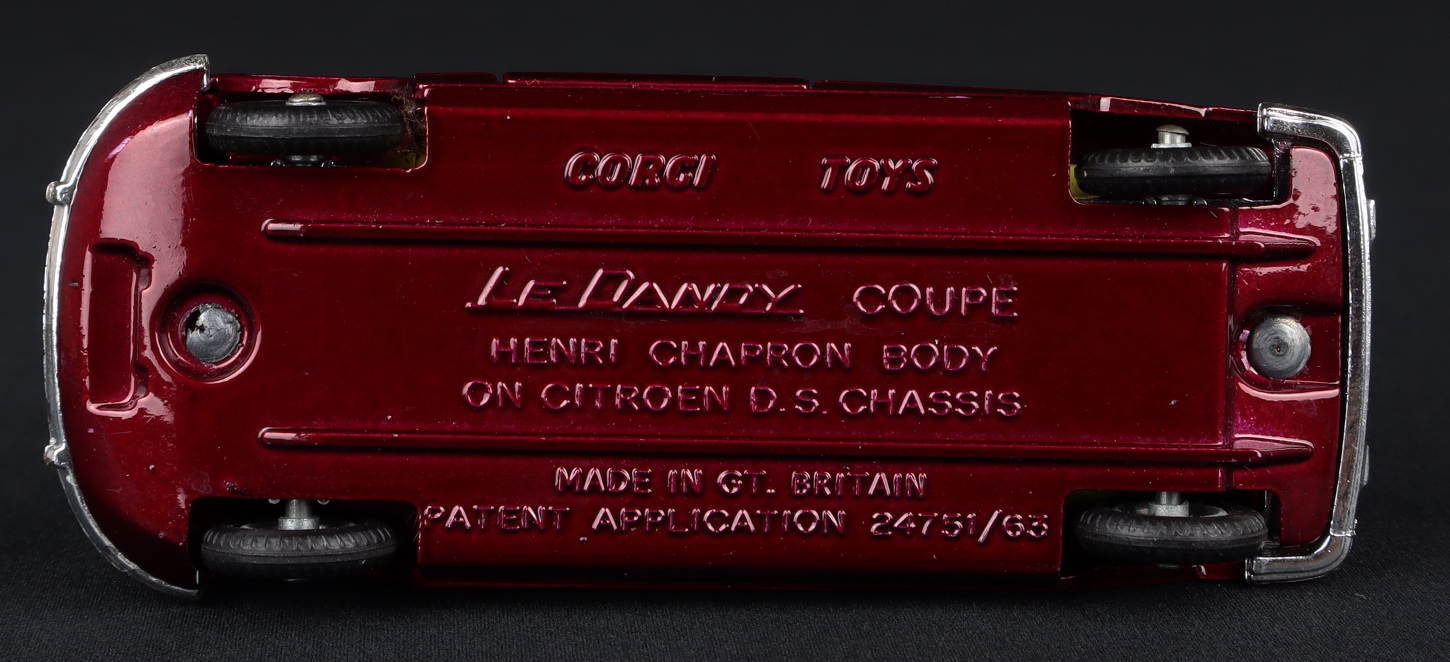 CORGI TOYS
LE DANDY COUPE
HENRI CHAPRON BODY
ON CITROEN D.S. CHASSIS
MADE IN GT. BRITAIN
PATENT APPLICATION 24751/63